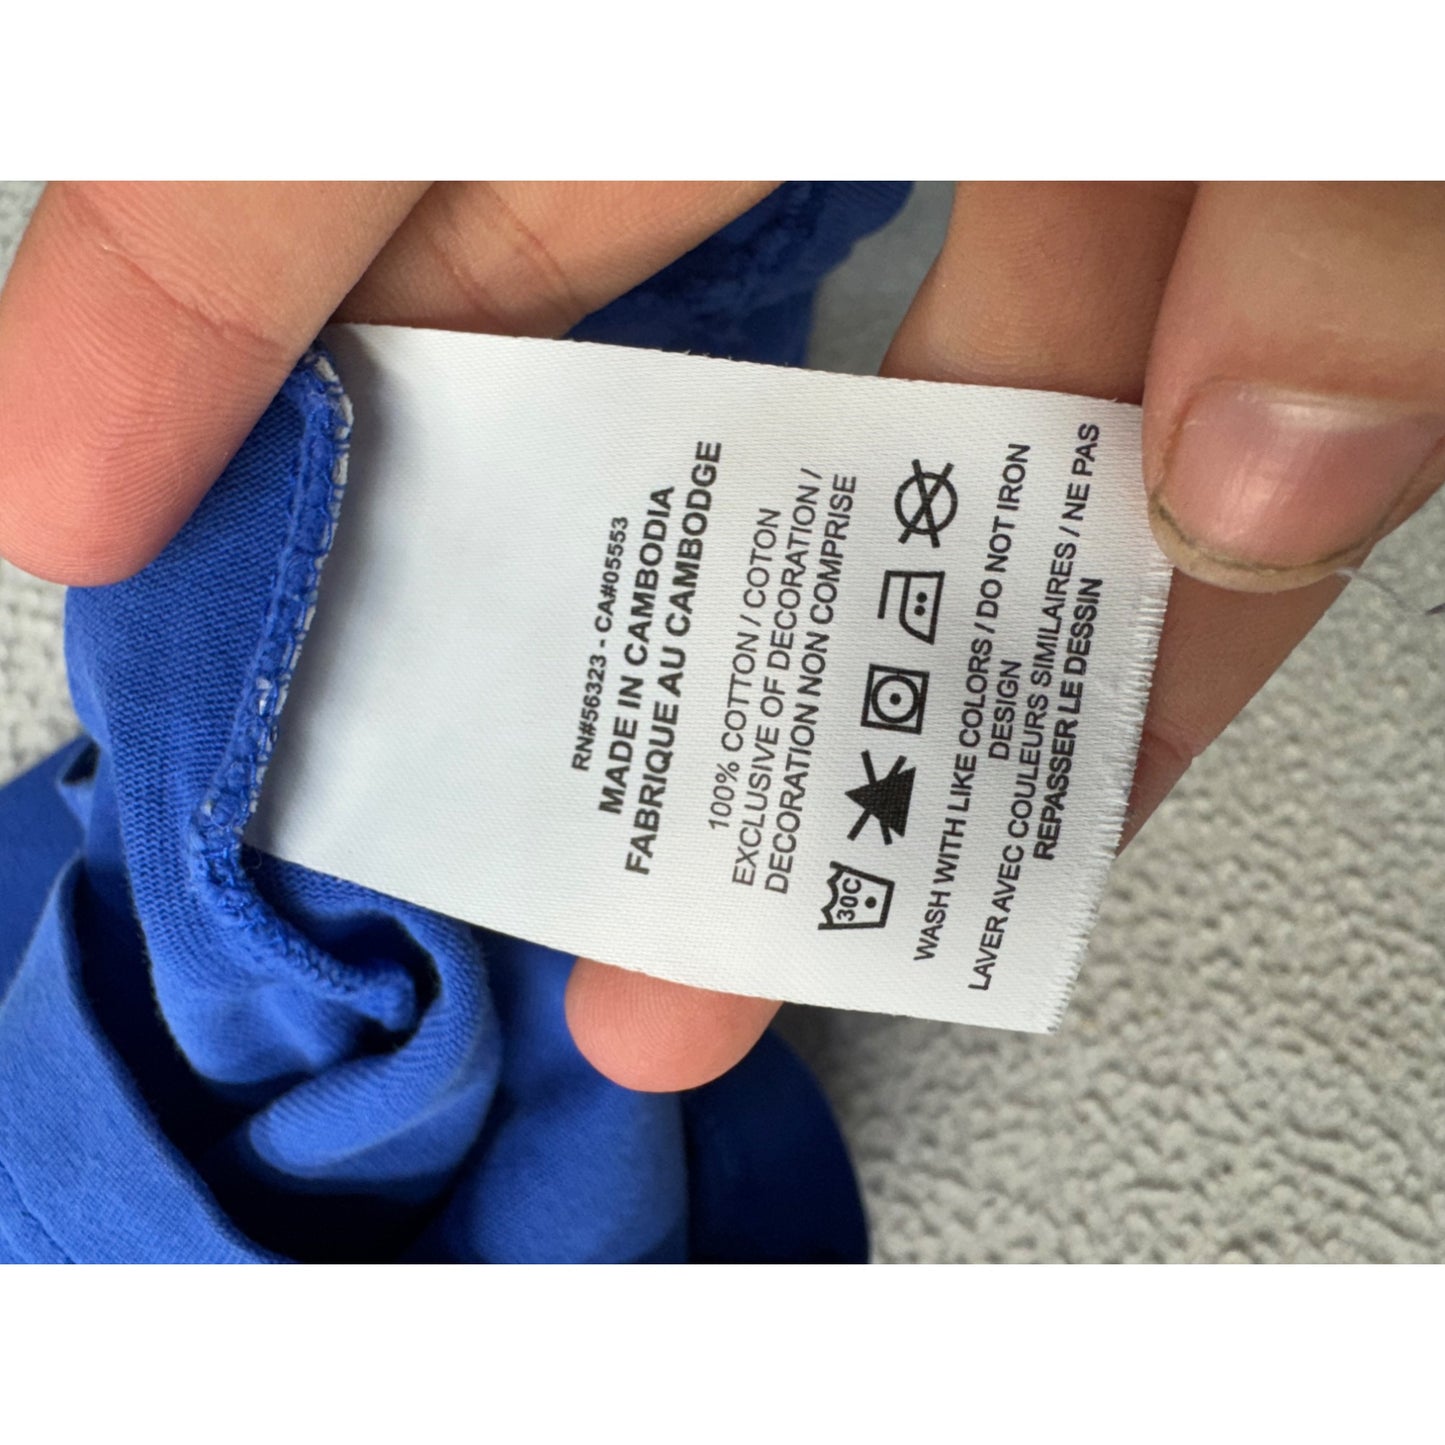 RN#56323 - CA#05553
MADE IN CAMBODIA
FABRIQUE AU CAMBODGE
100% COTTON / COTON
EXCLUSIVE OF DECORATION /
DECORATION NON COMPRISE
30C
WASH WITH LIKE COLORS / DO NOT IRON
DESIGN
LAVER AVEC COULEURS SIMILAIRES / NE PAS
REPASSER LE DESSIN